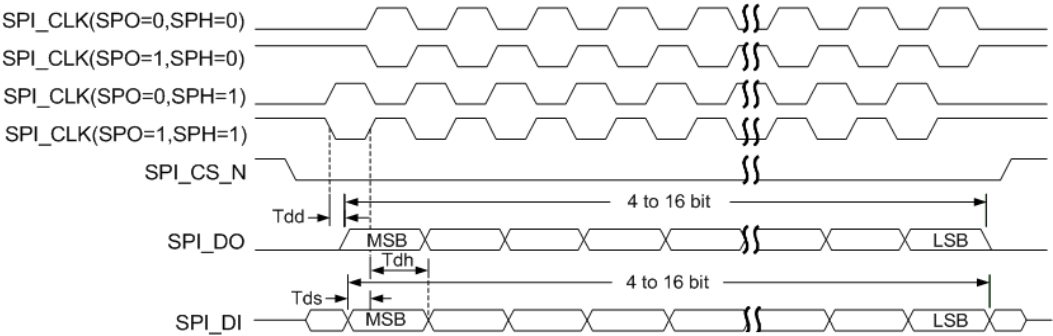 SPI_CLK(SPO=0,SPH=0)
SPI_CLK(SPO=1,SPH=0)
SPI_CLK(SPO=0,SPH=1)
SPI_CLK(SPO=1,SPH=1)
SPI_CS_N
4 to 16 bit
Tdd
SPI_DO
MSB
LSB
Tdh
4 to 16 bit
Tds
SPI_DI
MSB
LSB